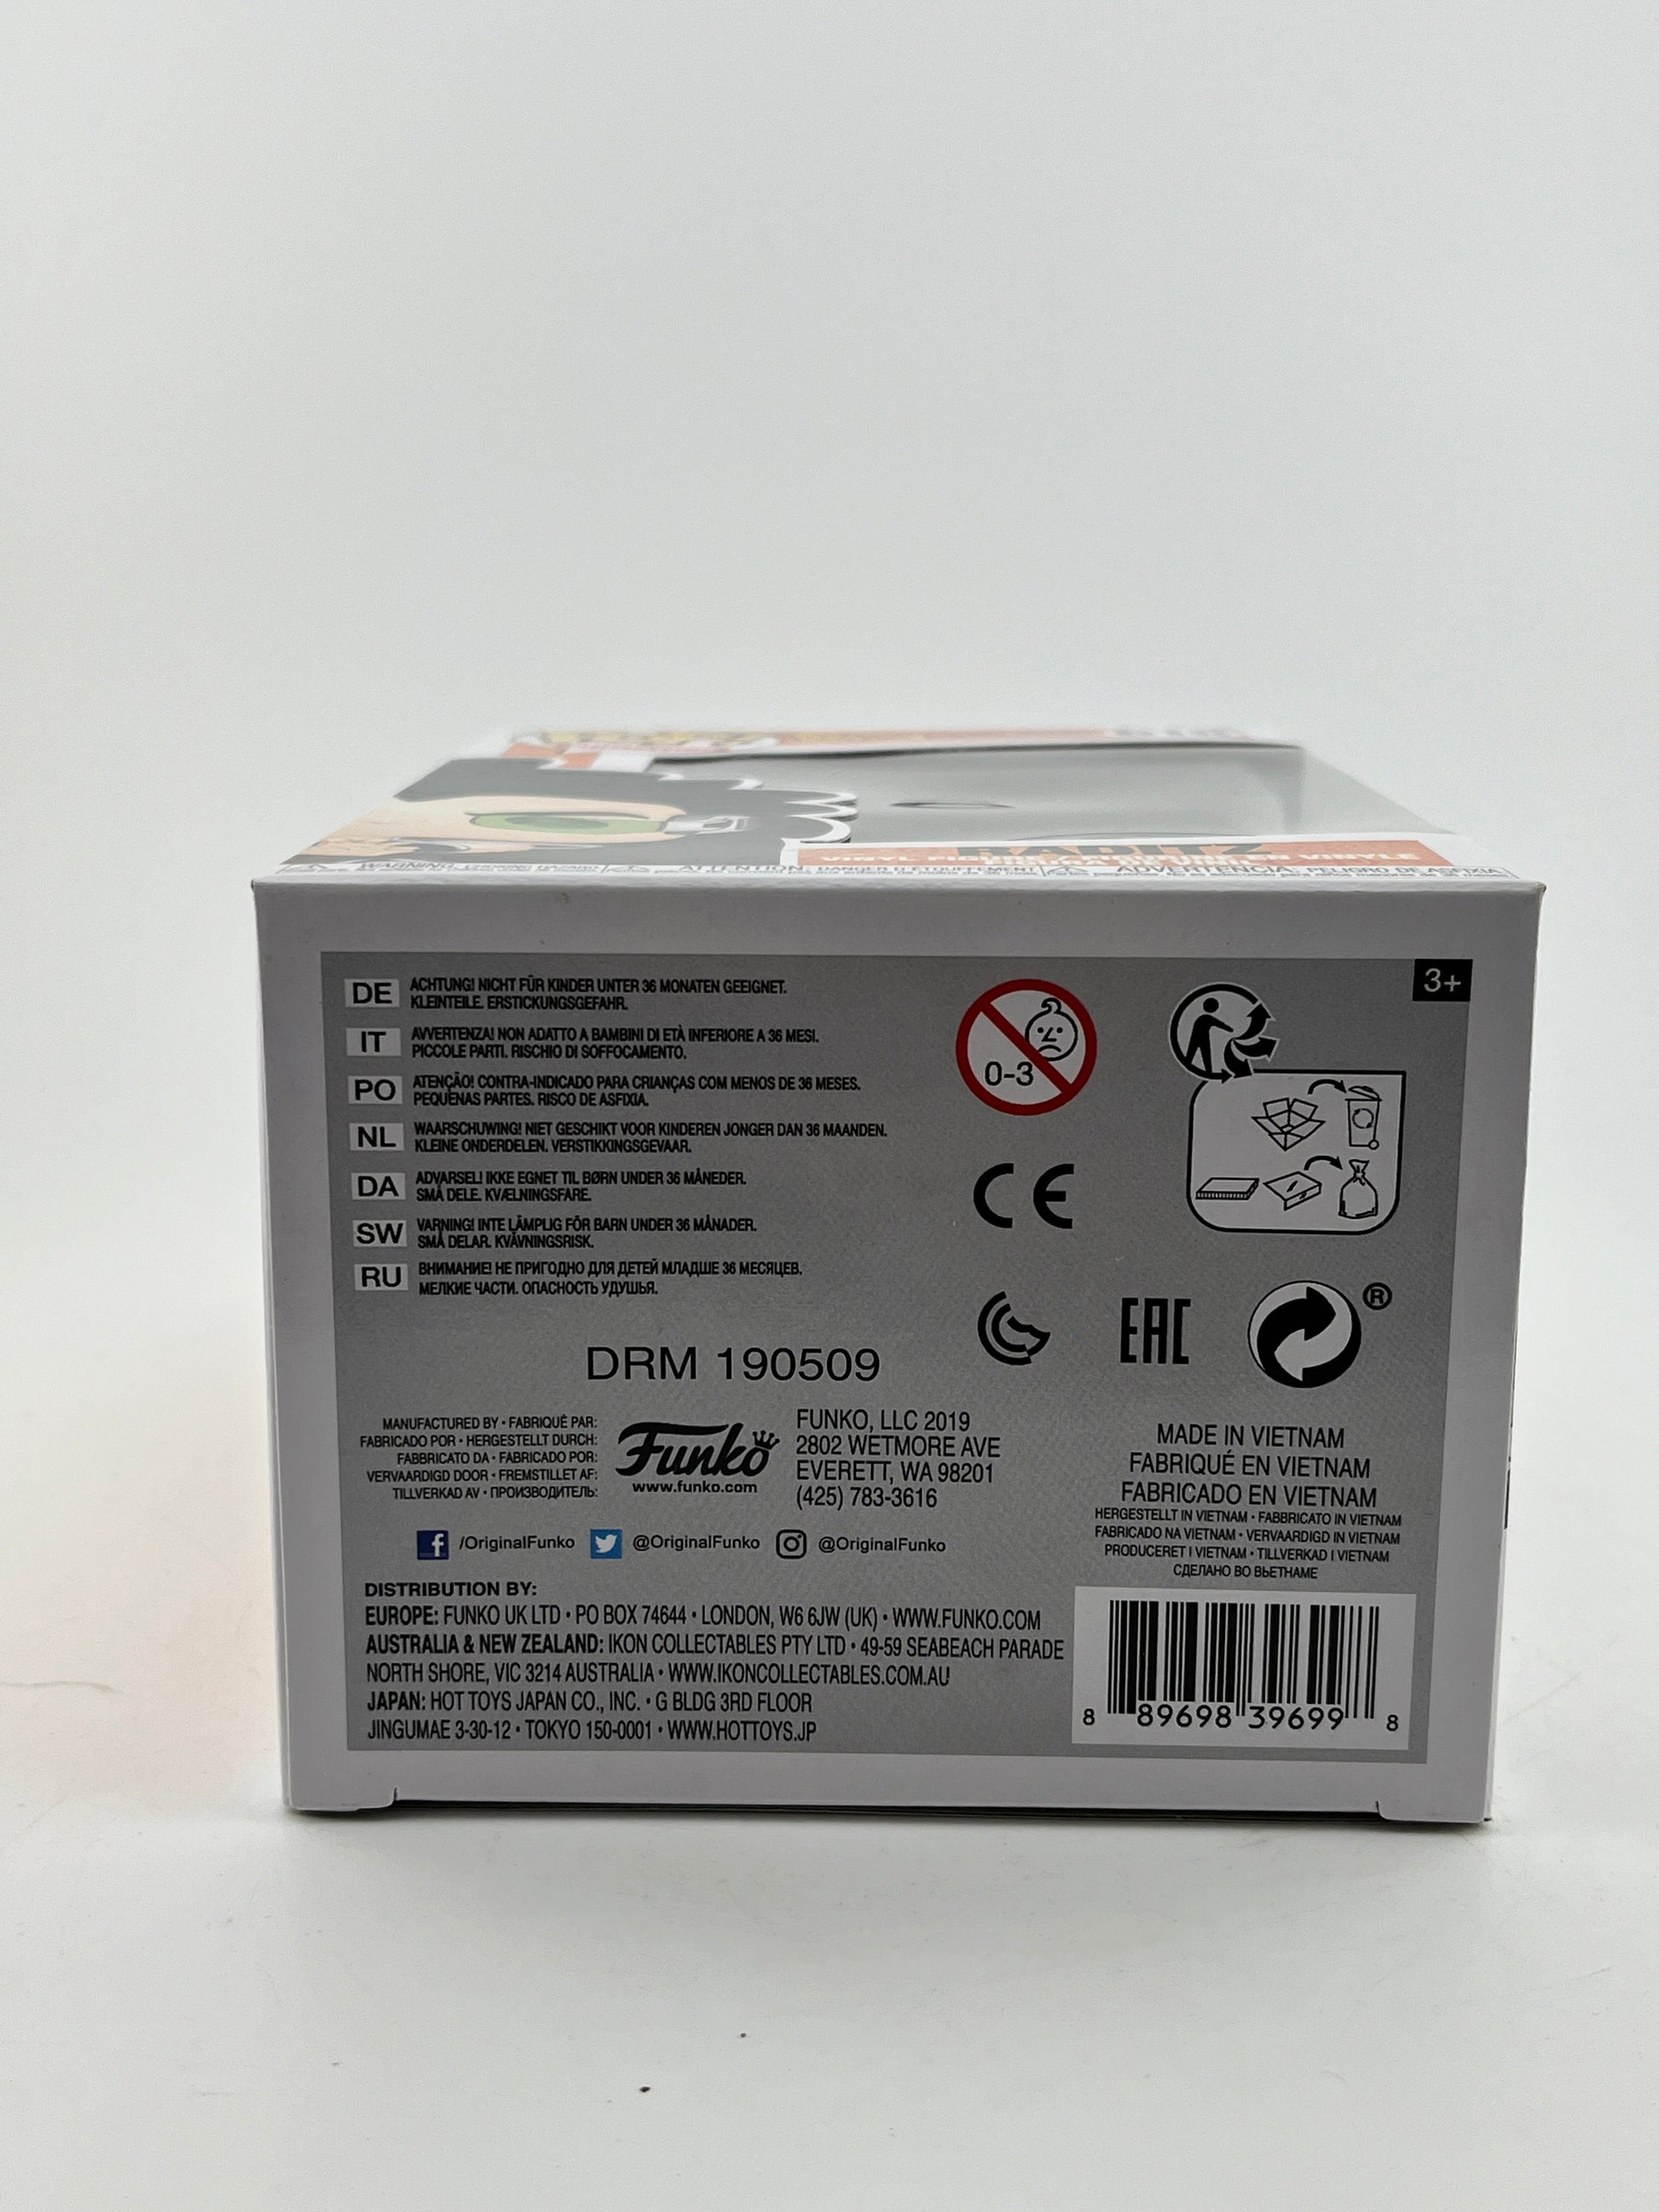 RADITZ
VINYL FIGURE
WARNING: CHOKING HAZARD
ATTENTION: DANGER D'ÉTOUFFEMENT
ADVERTENCIA: PELIGRO DE ASFIXIA
3+
DE ACHTUNG! NICHT FÜR KINDER UNTER 36 MONATEN GEEIGNET.
KLEINTEILE. ERSTICKUNGSGEFAHR.
IT AVVERTENZA! NON ADATTO A BAMBINI DI ETÀ INFERIORE A 36 MESI.
PICCOLE PARTI. RISCHIO DI SOFFOCAMENTO.
PO ATENÇÃO! CONTRA-INDICADO PARA CRIANÇAS COM MENOS DE 36 MESES.
PEQUENAS PARTES. RISCO DE ASFIXIA.
NL WAARSCHUWING! NIET GESCHIKT VOOR KINDEREN JONGER DAN 36 MAANDEN.
KLEINE ONDERDELEN. VERSTIKKINGSGEVAAR.
DA ADVARSEL! IKKE EGNET TIL BØRN UNDER 36 MÅNEDER.
SMÅ DELE. KVÆLNINGSFARE.
SW VARNING! INTE LÄMPLIG FÖR BARN UNDER 36 MÅNADER.
SMÅ DELAR. KVÄVNINGSRISK.
RU ВНИМАНИЕ! НЕ ПРИГОДНО ДЛЯ ДЕТЕЙ МЛАДШЕ 36 МЕСЯЦЕВ.
МЕЛКИЕ ЧАСТИ. ОПАСНОСТЬ УДУШЬЯ.
0-3
CE
EAC
®
DRM 190509
MANUFACTURED BY • FABRIQUÉ PAR:
FABRICADO POR • HERGESTELLT DURCH:
FABBRICATO DA • FABRICADO POR:
VERVAARDIGD DOOR • FREMSTILLET AF:
TILLVERKAD AV • ПРОИЗВОДИТЕЛЬ:
Funko
www.funko.com
FUNKO, LLC 2019
2802 WETMORE AVE
EVERETT, WA 98201
(425) 783-3616
MADE IN VIETNAM
FABRIQUÉ EN VIETNAM
FABRICADO EN VIETNAM
HERGESTELLT IN VIETNAM • FABBRICATO IN VIETNAM
FABRICADO NA VIETNAM • VERVAARDIGD IN VIETNAM
PRODUCERET I VIETNAM • TILLVERKAD I VIETNAM
СДЕЛАНО ВО ВЬЕТНАМЕ
/OriginalFunko @OriginalFunko @OriginalFunko
DISTRIBUTION BY:
EUROPE: FUNKO UK LTD • PO BOX 74644 • LONDON, W6 6JW (UK) • WWW.FUNKO.COM
AUSTRALIA & NEW ZEALAND: IKON COLLECTABLES PTY LTD • 49-59 SEABEACH PARADE
NORTH SHORE, VIC 3214 AUSTRALIA • WWW.IKONCOLLECTABLES.COM.AU
JAPAN: HOT TOYS JAPAN CO., INC. • G BLDG 3RD FLOOR
JINGUMAE 3-30-12 • TOKYO 150-0001 • WWW.HOTTOYS.JP
8 89698 39699 8